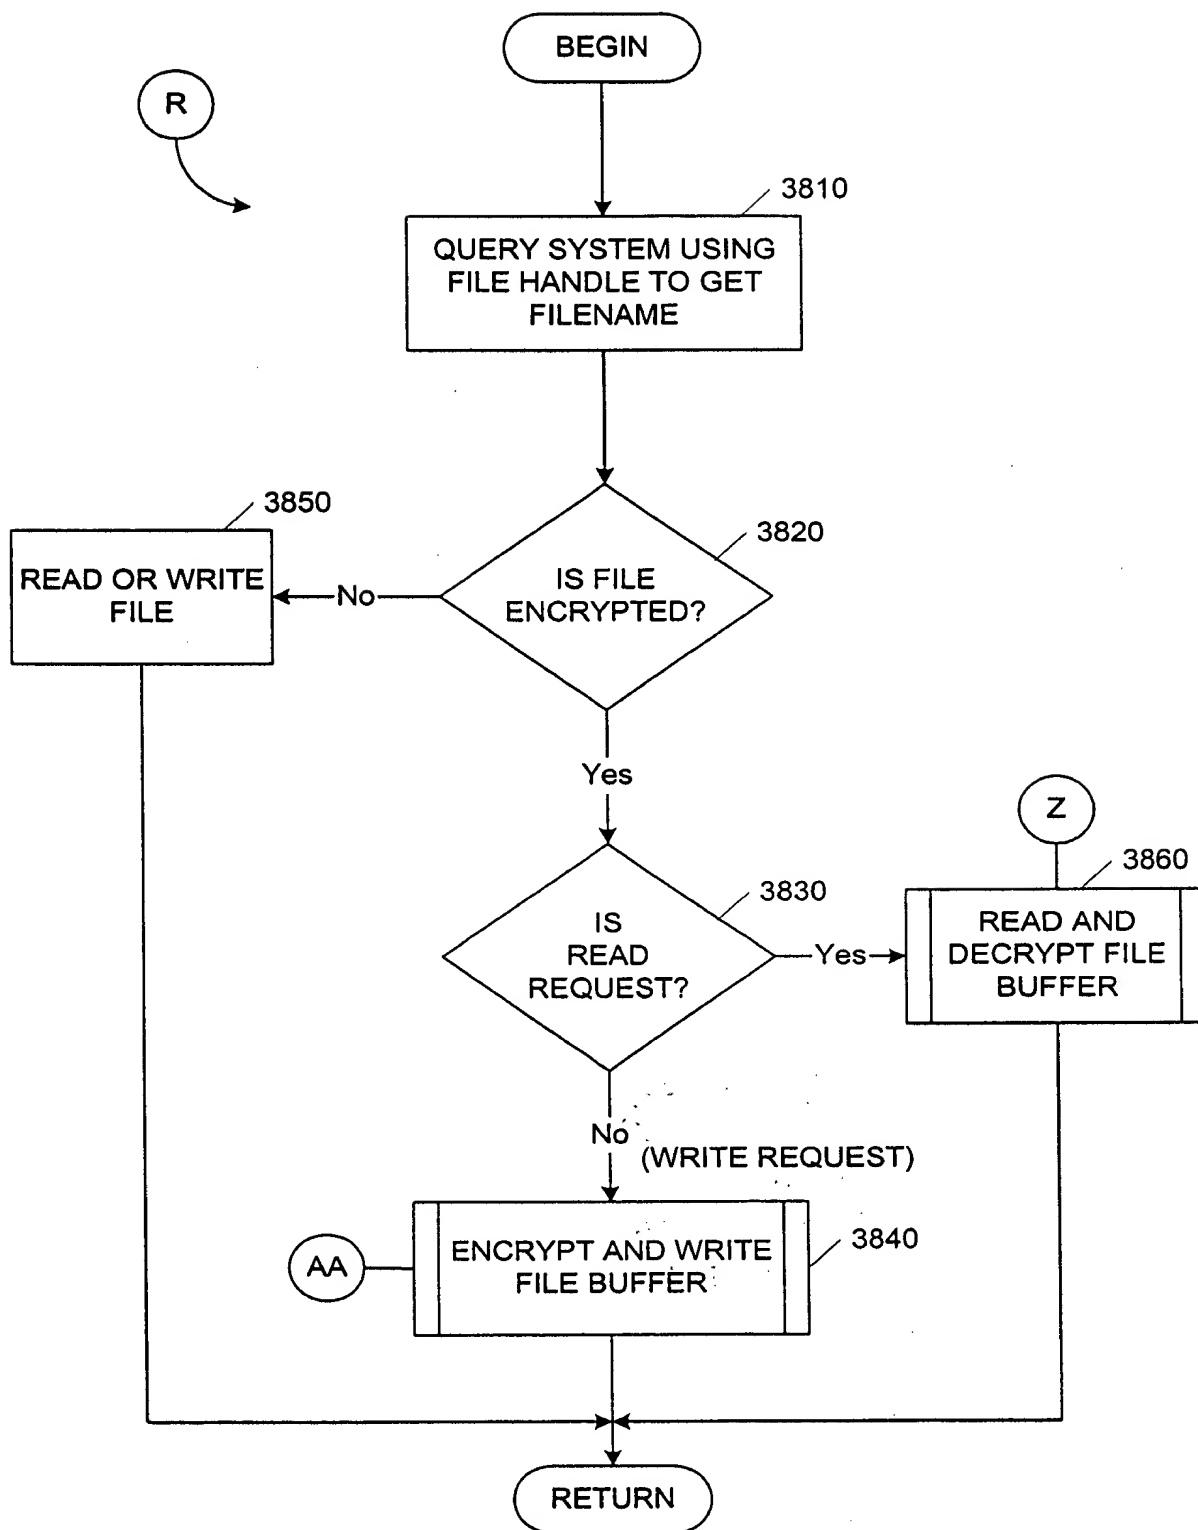 BEGIN
R
3810
QUERY SYSTEM USING
FILE HANDLE TO GET
FILENAME
3850
READ OR WRITE
FILE
No
3820
IS FILE
ENCRYPTED?
Yes
Z
3830
IS
READ
REQUEST?
Yes
3860
READ AND
DECRYPT FILE
BUFFER
No
(WRITE REQUEST)
AA
ENCRYPT AND WRITE
FILE BUFFER
3840
RETURN